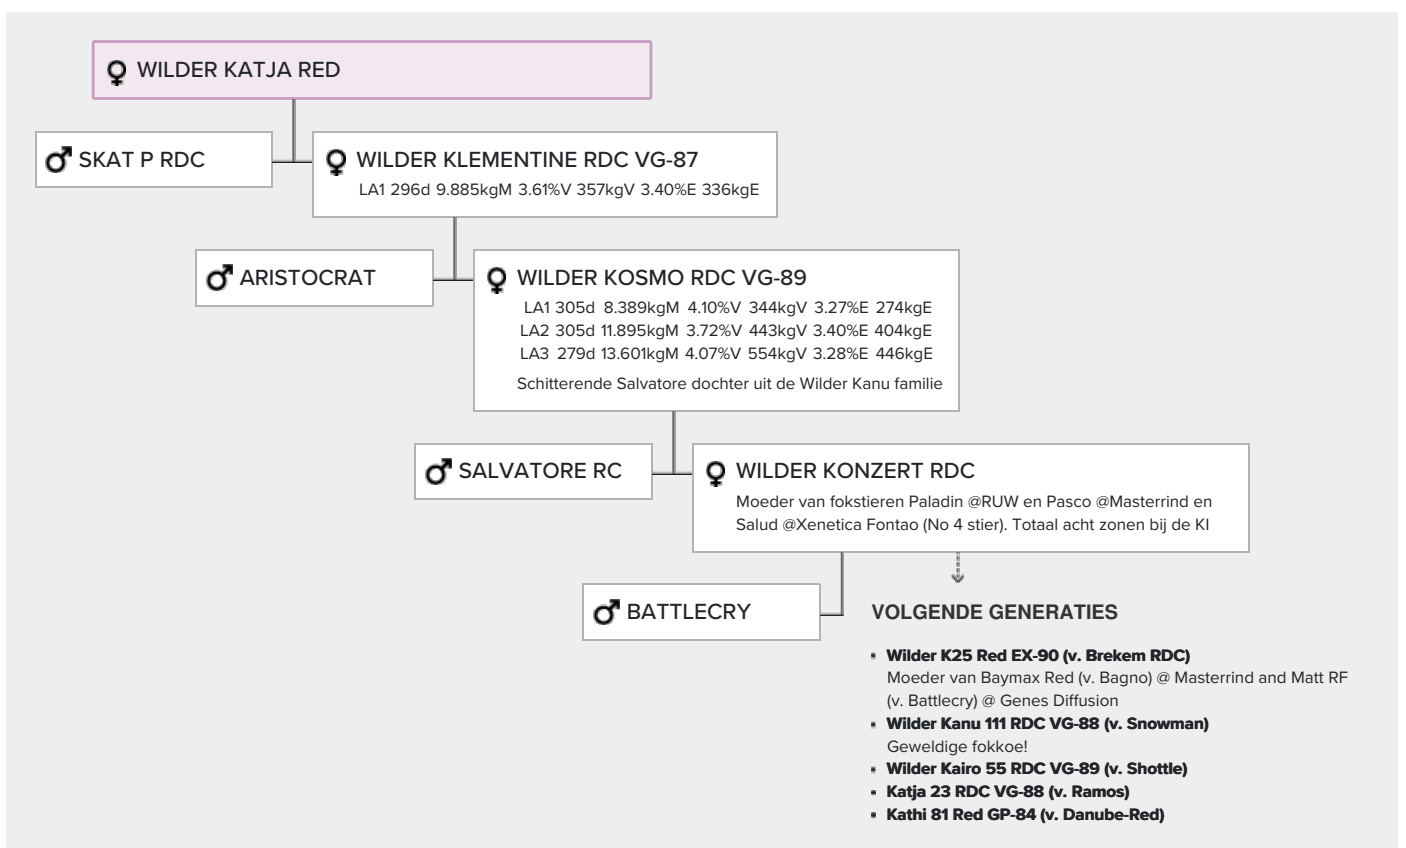 WILDER KATJA RED
SKAT P RDC
WILDER KLEMENTINE RDC VG-87
LA1 296d 9.885kgM 3.61%V 357kgV 3.40%E 336kgE
ARISTOCRAT
WILDER KOSMO RDC VG-89
LA1 305d 8.389kgM 4.10%V 344kgV 3.27%E 274kgE
LA2 305d 11.895kgM 3.72%V 443kgV 3.40%E 404kgE
LA3 279d 13.601kgM 4.07%V 554kgV 3.28%E 446kgE
Schitterende Salvatore dochter uit de Wilder Kanu familie
SALVATORE RC
WILDER KONZERT RDC
Moeder van fokstieren Paladin @RUW en Pasco @Masterrind en
Salud @Xenetica Fontao (No 4 stier). Totaal acht zonen bij de KI
BATTLECRY
VOLGENDE GENERATIES
Wilder K25 Red EX-90 (v. Brekem RDC)
Moeder van Baymax Red (v. Bagno) @ Masterrind and Matt RF
(v. Battlecry) @ Genes Diffusion
Wilder Kanu 111 RDC VG-88 (v. Snowman)
Geweldige fokkoe!
Wilder Kairo 55 RDC VG-89 (v. Shottle)
Katja 23 RDC VG-88 (v. Ramos)
Kathi 81 Red GP-84 (v. Danube-Red)